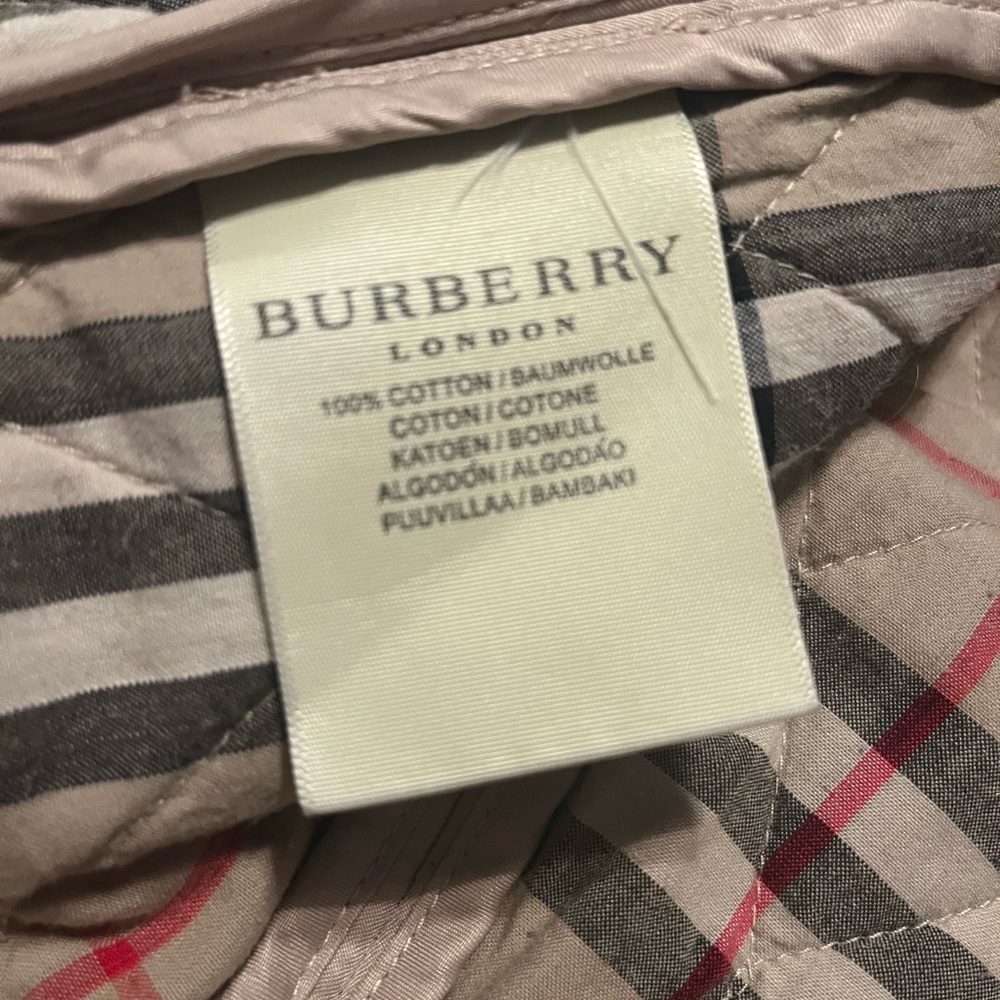 BURBERRY
LONDON
100% COTTON / BAUMWOLLE
COTON / COTONE
KATOEN / BOMULL
ALGODÓN / ALGODÃO
PUUVILLAA / BAMBAKI